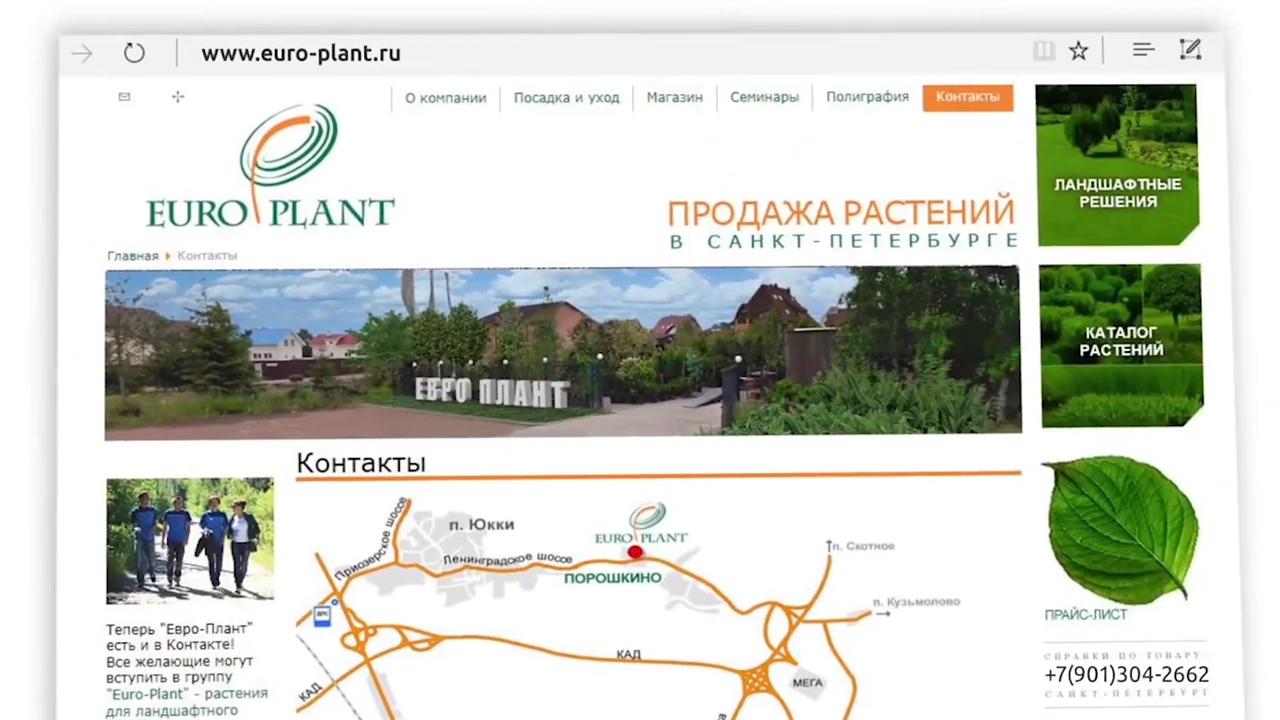 www.euro-plant.ru
О компании
Посадка и уход
Магазин
Семинары
Полиграфия
Контакты
EURO PLANT
ПРОДАЖА РАСТЕНИЙ
В САНКТ-ПЕТЕРБУРГЕ
ЛАНДШАФТНЫЕ
РЕШЕНИЯ
Главная
Контакты
ЕВРО ПЛАНТ
КАТАЛОГ
РАСТЕНИЙ
Контакты
Приозерское шоссе
п. Юкки
Ленинградское шоссе
EURO PLANT
ПОРОШКИНО
п. Скотное
п. Кузьмолово
ДПС
КАД
КАД
МЕГА
Теперь "Евро-Плант"
есть и в Контакте!
Все желающие могут
вступить в группу
"Euro-Plant" - растения
для ландшафтного
ПРАЙС-ЛИСТ
СПРАВКИ ПО ТОВАРУ:
+7(901)304-2662
САНКТ-ПЕТЕРБУРГ